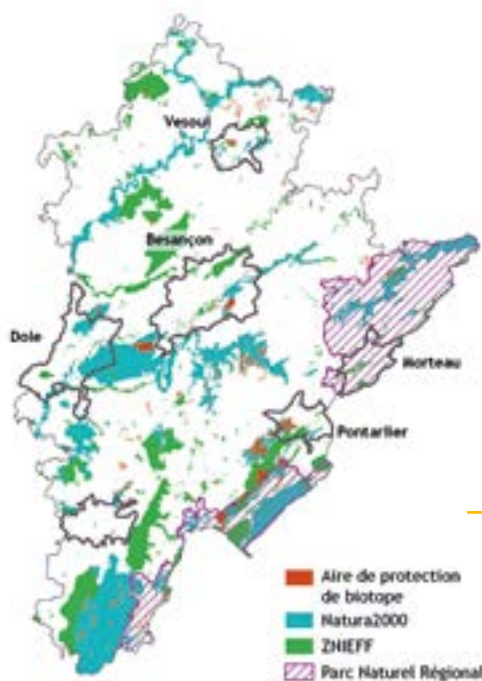 Vesoul
Besançon
Dole
Morteau
Pontarlier
Aire de protection
de biotope
Natura2000
ZNIEFF
Parc Naturel Régional